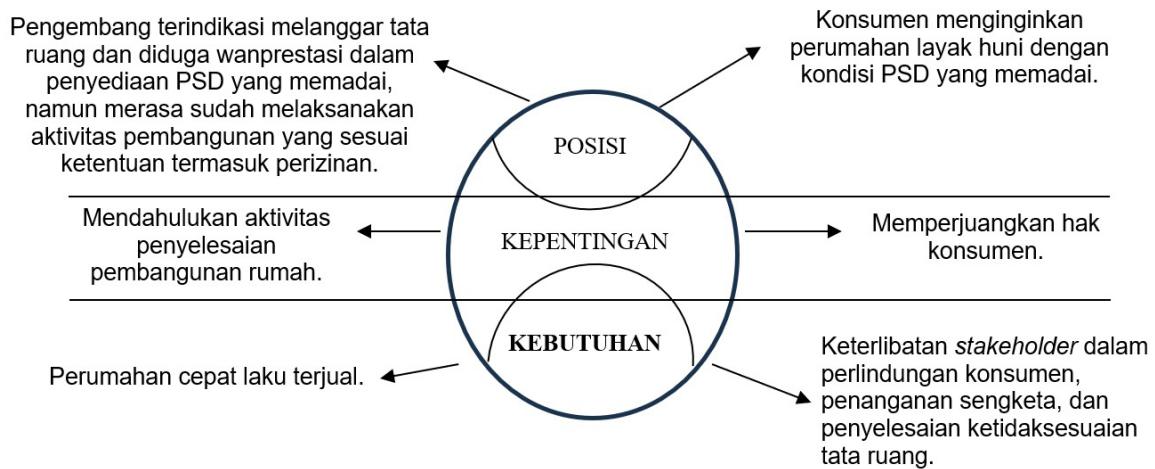 Pengembang terindikasi melanggar tata
ruang dan diduga wanprestasi dalam
penyediaan PSD yang memadai,
namun merasa sudah melaksanakan
aktivitas pembangunan yang sesuai
ketentuan termasuk perizinan.
Konsumen menginginkan
perumahan layak huni dengan
kondisi PSD yang memadai.
POSISI
Mendahulukan aktivitas
penyelesaian
pembangunan rumah.
KEPENTINGAN
Memperjuangkan hak
konsumen.
Perumahan cepat laku terjual.
KEBUTUHAN
Keterlibatan stakeholder dalam
perlindungan konsumen,
penanganan sengketa, dan
penyelesaian ketidaksesuaian
tata ruang.